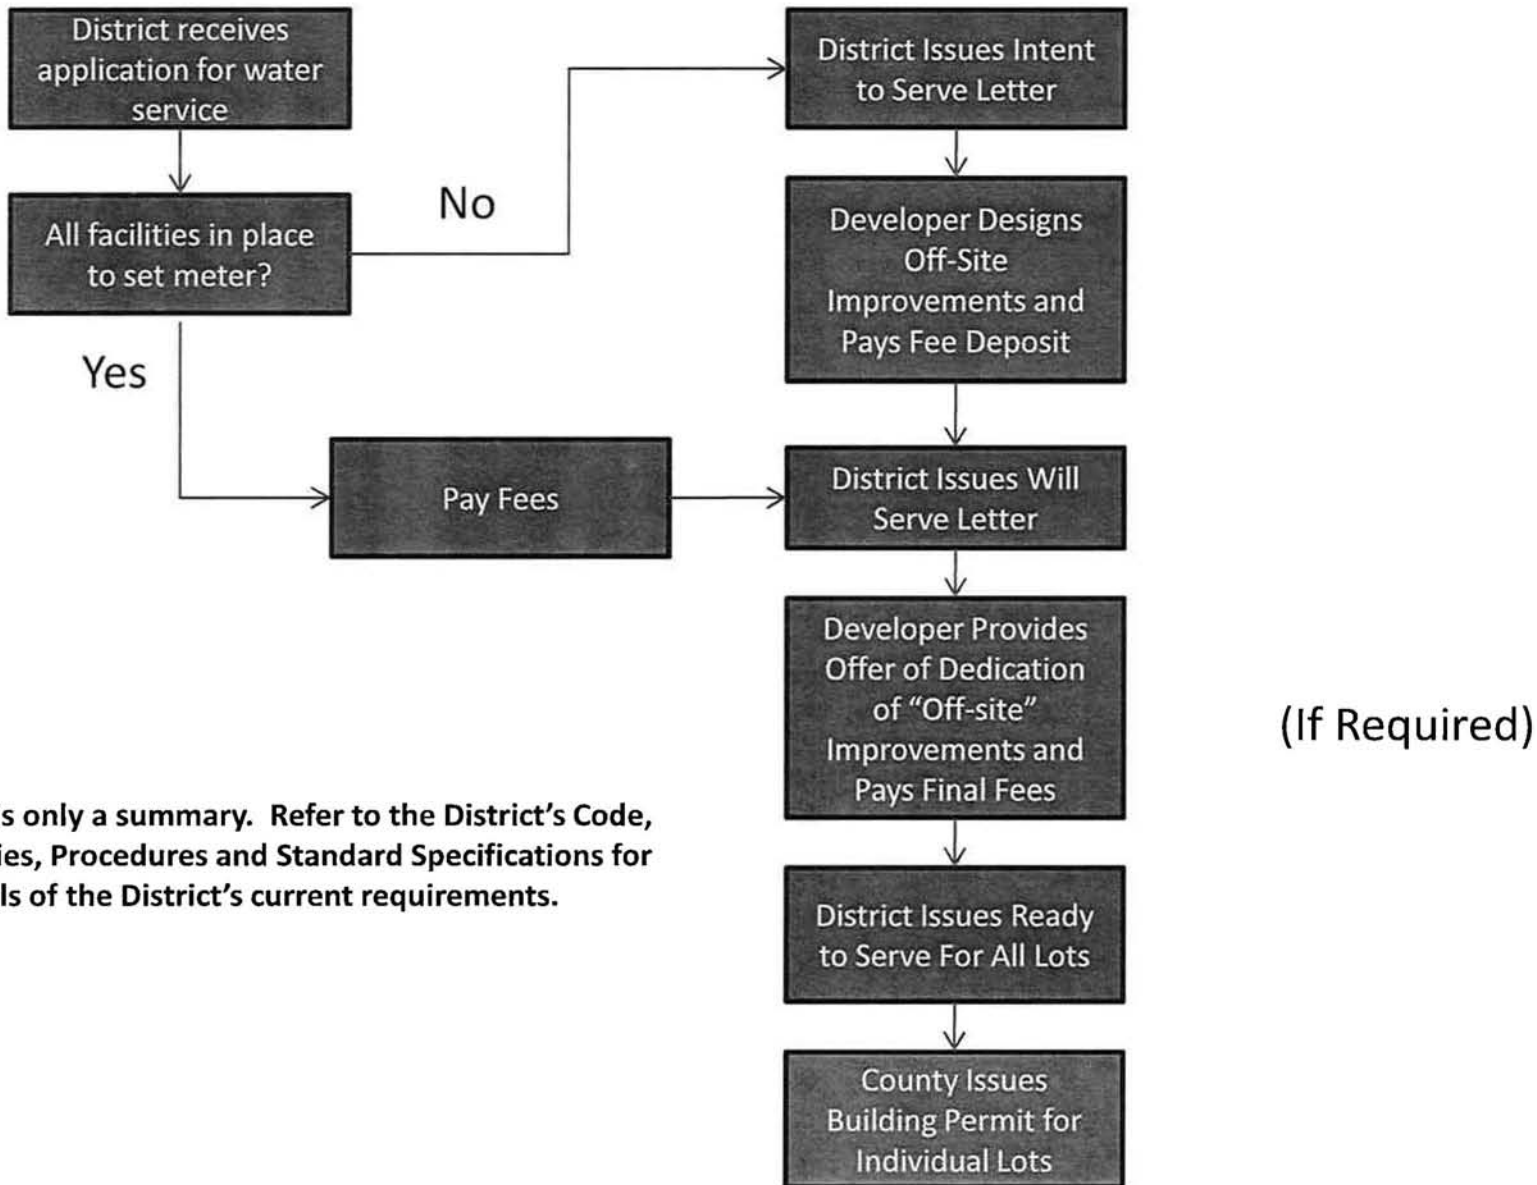 District receives
application for water
service
All facilities in place
to set meter?
No
Yes
Pay Fees
District Issues Intent
to Serve Letter
Developer Designs
Off-Site
Improvements and
Pays Fee Deposit
District Issues Will
Serve Letter
Developer Provides
Offer of Dedication
of “Off-site”
Improvements and
Pays Final Fees
(If Required)
District Issues Ready
to Serve For All Lots
County Issues
Building Permit for
Individual Lots
only a summary. Refer to the District’s Code,
Procedures and Standard Specifications for
of the District’s current requirements.